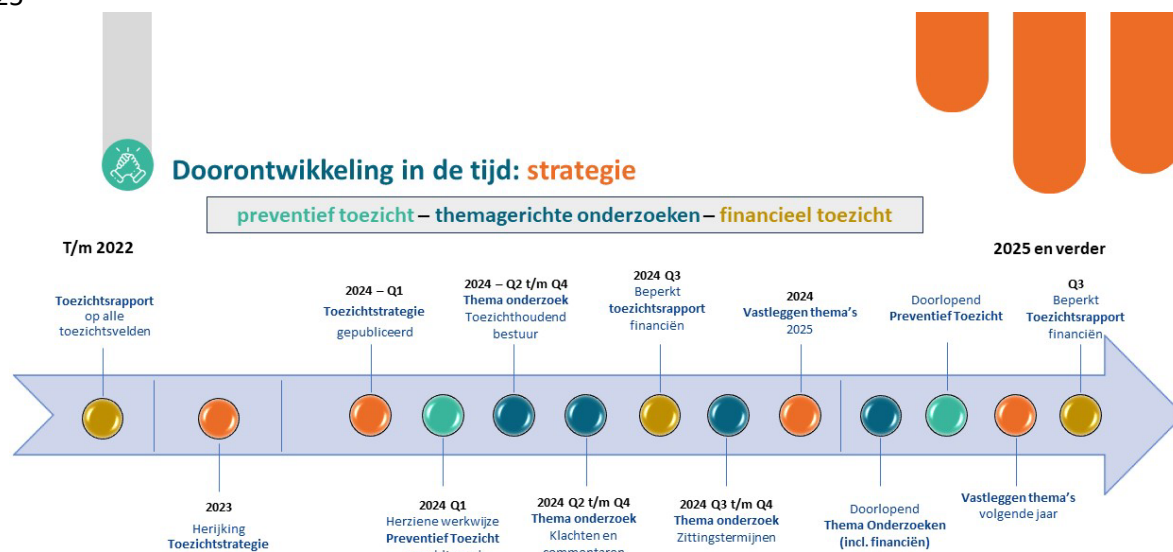 Doorontwikkeling in de tijd: strategie
preventief toezicht – themagerichte onderzoeken – financieel toezicht
T/m 2022
2025 en verder
Toezichtsrapport
op alle
toezichtsvelden
2024 – Q1
Toezichtstrategie
gepubliceerd
2024 – Q2 t/m Q4
Thema onderzoek
Toezichthoudend
bestuur
2024 Q3
Beperkt
toezichtsrapport
financiën
2024
Vastleggen thema's
2025
Doorlopend
Preventief Toezicht
Q3
Beperkt
Toezichtsrapport
financiën
2023
Herijking
Toezichtstrategie
2024 Q1
Herziene werkwijze
Preventief Toezicht
2024 Q2 t/m Q4
Thema onderzoek
Klachten en
commentaren
2024 Q3 t/m Q4
Thema onderzoek
Zittingstermijnen
Doorlopend
Thema Onderzoeken
(incl. financiën)
Vastleggen thema's
volgende jaar